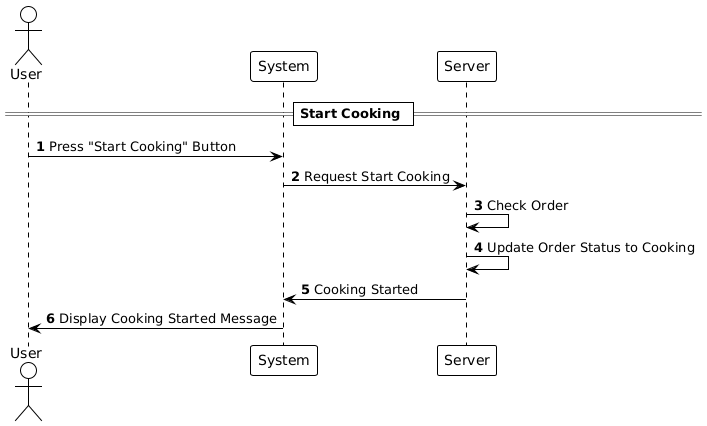 User
System
Server
Start Cooking
1 Press "Start Cooking" Button
2 Request Start Cooking
3 Check Order
4 Update Order Status to Cooking
5 Cooking Started
6 Display Cooking Started Message
User
System
Server